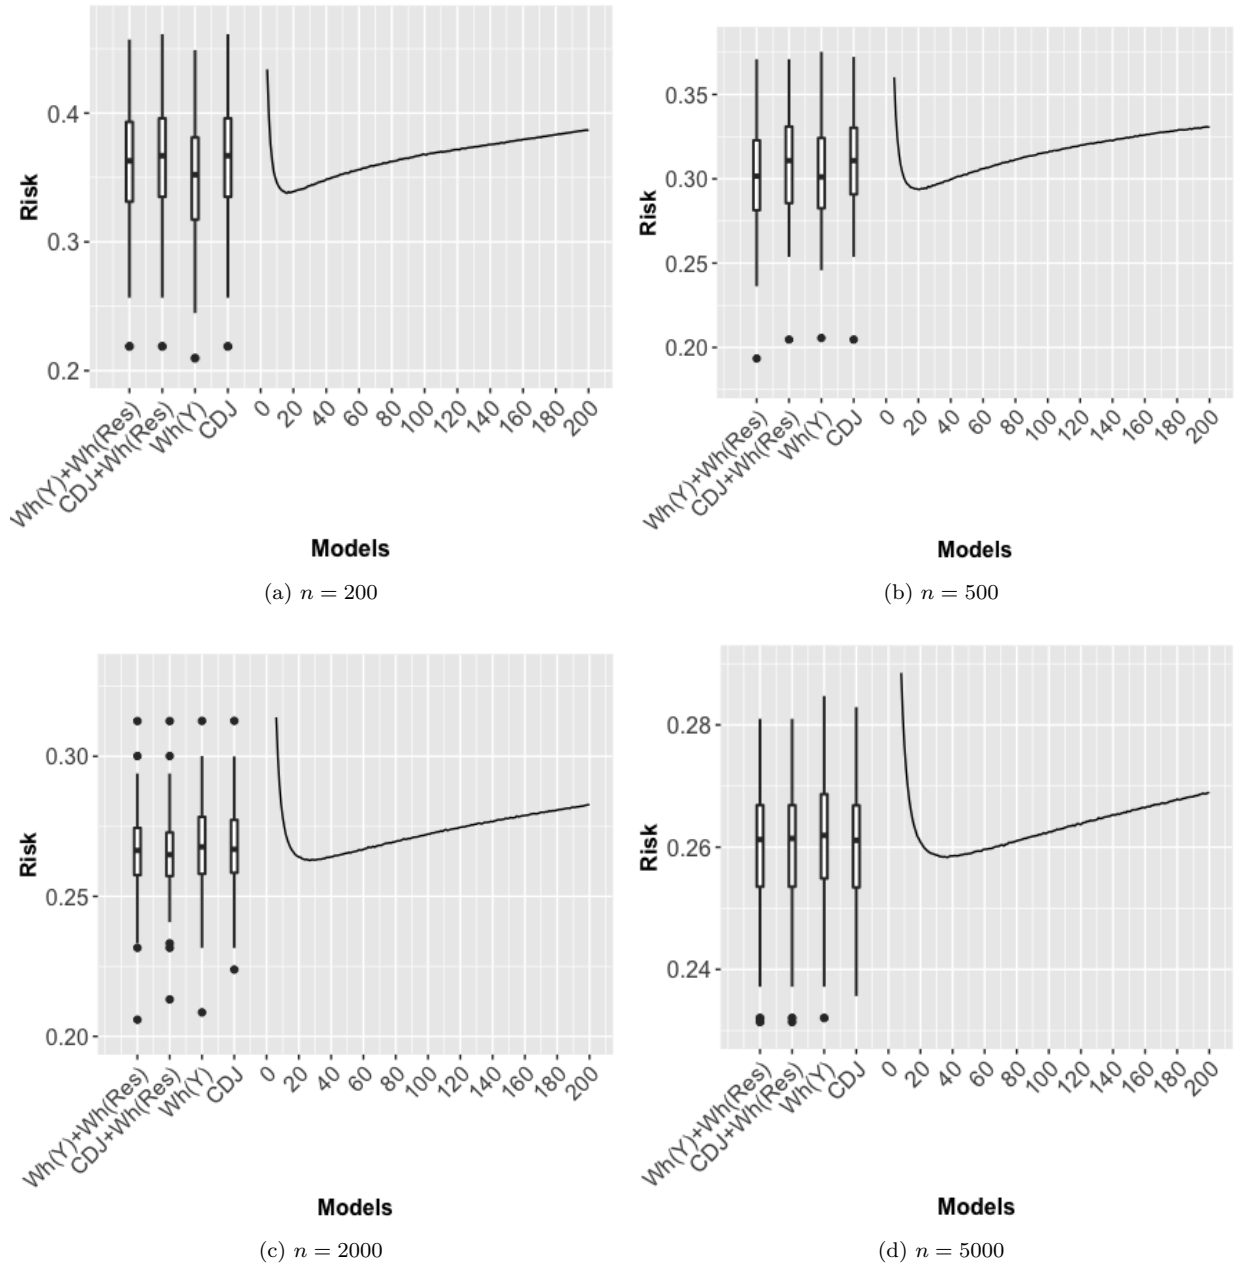 0.4
0.3
0.2
Risk
Wh(Y)+Wh(Res)
CDJ+Wh(Res)
Wh(Y)
CDJ
0
20
40
60
80
100
120
140
160
180
200
Models
(a) n = 200
0.35
0.30
0.25
0.20
Risk
Wh(Y)+Wh(Res)
CDJ+Wh(Res)
Wh(Y)
CDJ
0
20
40
60
80
100
120
140
160
180
200
Models
(b) n = 500
0.30
0.25
0.20
Risk
Wh(Y)+Wh(Res)
CDJ+Wh(Res)
Wh(Y)
CDJ
0
20
40
60
80
100
120
140
160
180
200
Models
(c) n = 2000
0.28
0.26
0.24
Risk
Wh(Y)+Wh(Res)
CDJ+Wh(Res)
Wh(Y)
CDJ
0
20
40
60
80
100
120
140
160
180
200
Models
(d) n = 5000